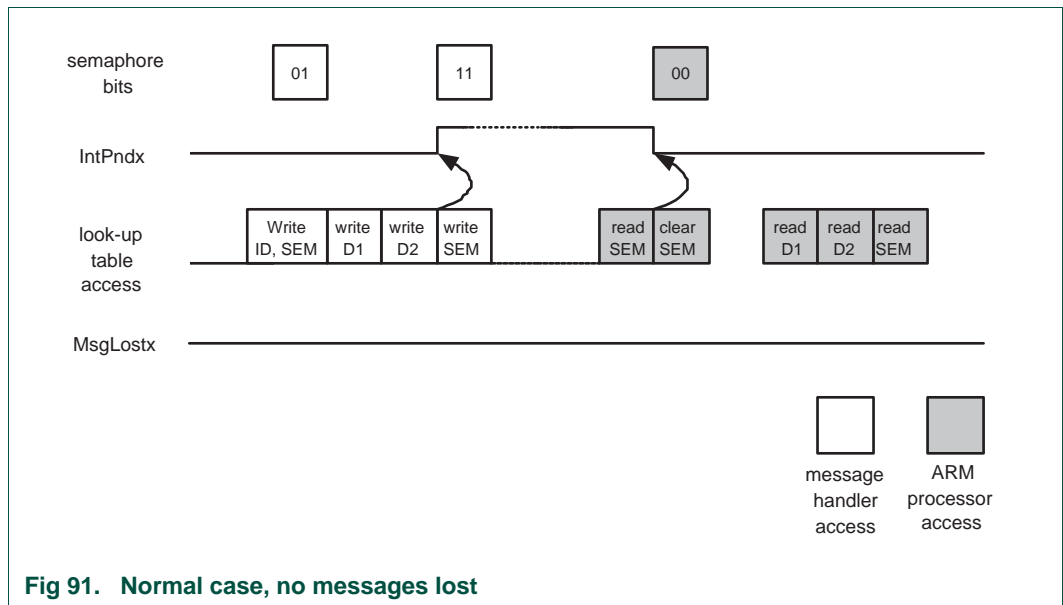 semaphore
bits
01
11
00
IntPndx
look-up
table
access
Write
ID, SEM
write
D1
write
D2
write
SEM
read
SEM
clear
SEM
read
D1
read
D2
read
SEM
MsgLostx
message
handler
access
ARM
processor
access
Fig 91. Normal case, no messages lost